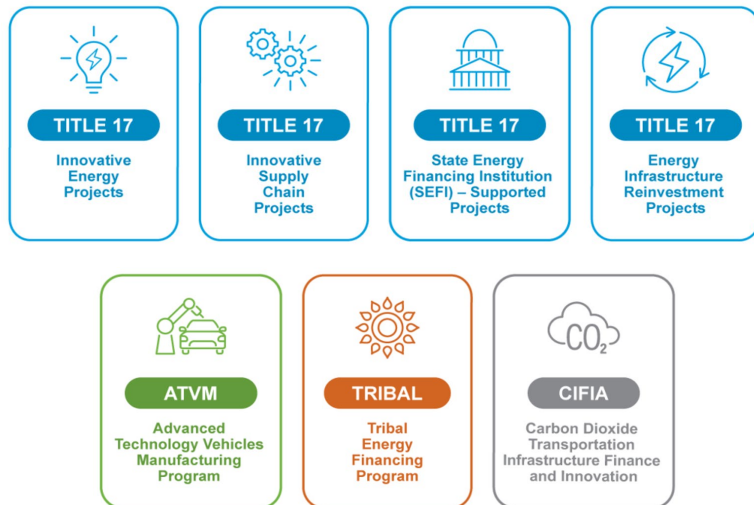 TITLE 17
Innovative
Energy
Projects
TITLE 17
Innovative
Supply
Chain
Projects
TITLE 17
State Energy
Financing Institution
(SEFI) – Supported
Projects
TITLE 17
Energy
Infrastructure
Reinvestment
Projects
ATVM
Advanced
Technology Vehicles
Manufacturing
Program
TRIBAL
Tribal
Energy
Financing
Program
CO₂
CIFIA
Carbon Dioxide
Transportation
Infrastructure Finance
and Innovation